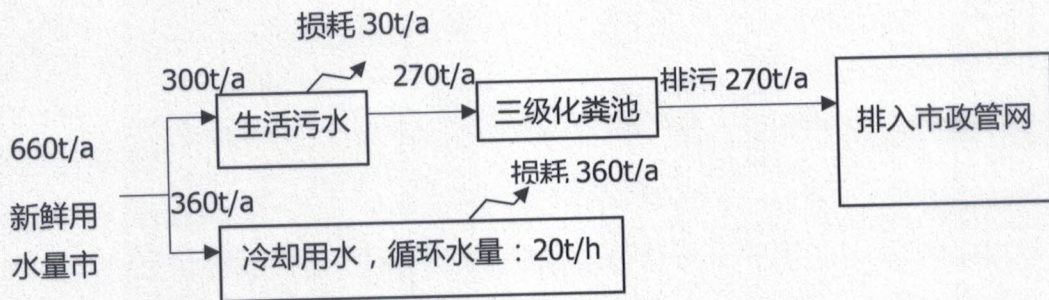 损耗 30t/a
300t/a
270t/a
排污 270t/a
生活污水
三级化粪池
排入市政管网
660t/a
新鲜用
水量市
360t/a
损耗 360t/a
冷却用水，循环水量：20t/h